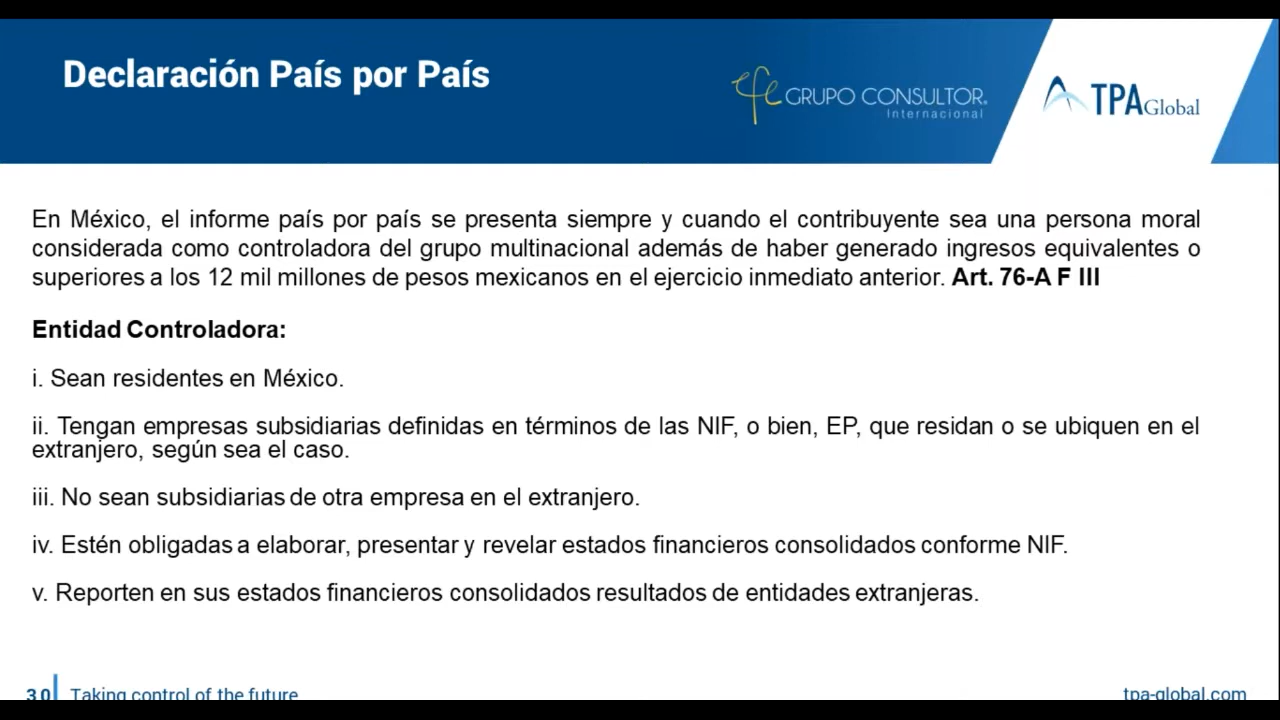 Declaración País por País
efe GRUPO CONSULTOR®
Internacional
TPA Global
En México, el informe país por país se presenta siempre y cuando el contribuyente sea una persona moral
considerada como controladora del grupo multinacional además de haber generado ingresos equivalentes o
superiores a los 12 mil millones de pesos mexicanos en el ejercicio inmediato anterior. Art. 76-A F III
Entidad Controladora:
i. Sean residentes en México.
ii. Tengan empresas subsidiarias definidas en términos de las NIF, o bien, EP, que residan o se ubiquen en el
extranjero, según sea el caso.
iii. No sean subsidiarias de otra empresa en el extranjero.
iv. Estén obligadas a elaborar, presentar y revelar estados financieros consolidados conforme NIF.
v. Reporten en sus estados financieros consolidados resultados de entidades extranjeras.
3.0 Taking control of the future
tpa-global.com